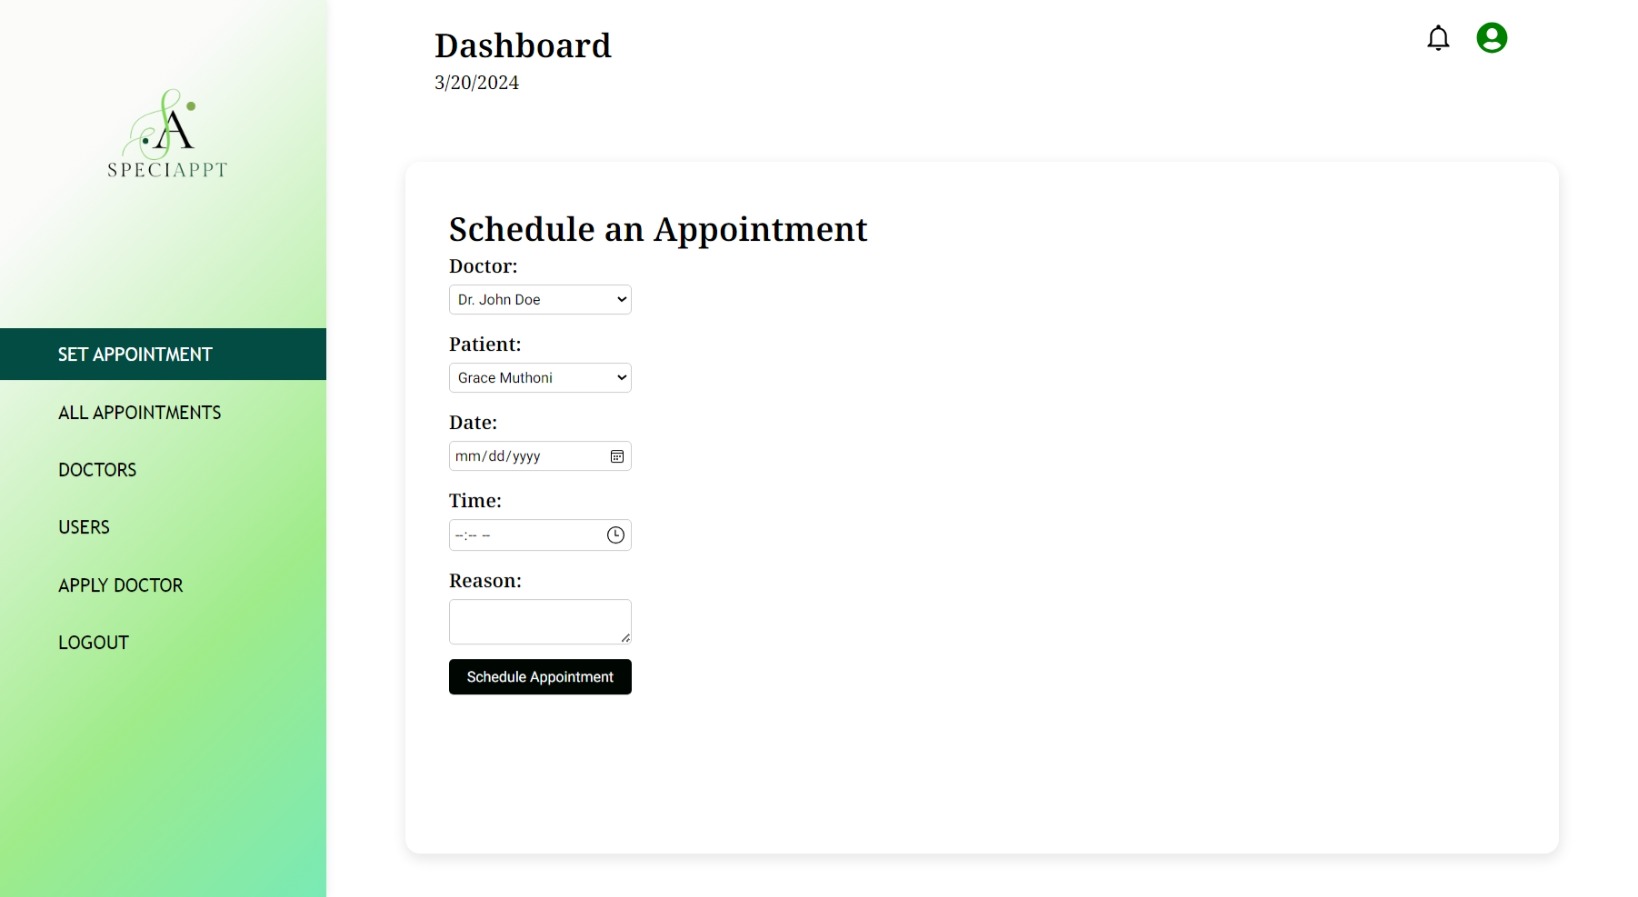 SA
SPECIAPPT
SET APPOINTMENT
ALL APPOINTMENTS
DOCTORS
USERS
APPLY DOCTOR
LOGOUT
Dashboard
3/20/2024
Schedule an Appointment
Doctor:
Dr. John Doe
Patient:
Grace Muthoni
Date:
mm/dd/yyyy
Time:
--:-- --
Reason:
Schedule Appointment